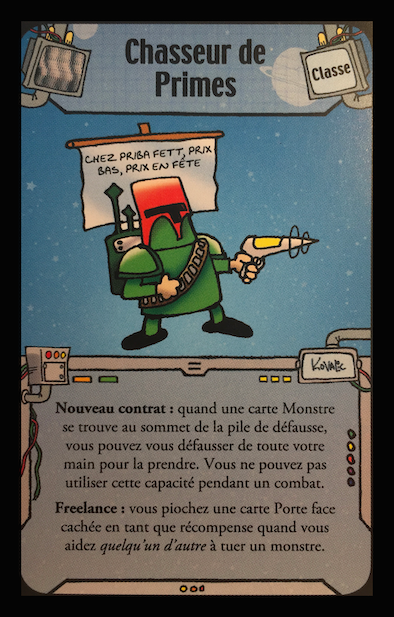 Chasseur de
Primes
Classe
CHEZ PRIBA FETT, PRIX
BAS, PRIX EN FÊTE
KOVALIC
Nouveau contrat : quand une carte Monstre
se trouve au sommet de la pile de défausse,
vous pouvez vous défausser de toute votre
main pour la prendre. Vous ne pouvez pas
utiliser cette capacité pendant un combat.
Freelance : vous piochez une carte Porte face
cachée en tant que récompense quand vous
aidez quelqu'un d'autre à tuer un monstre.